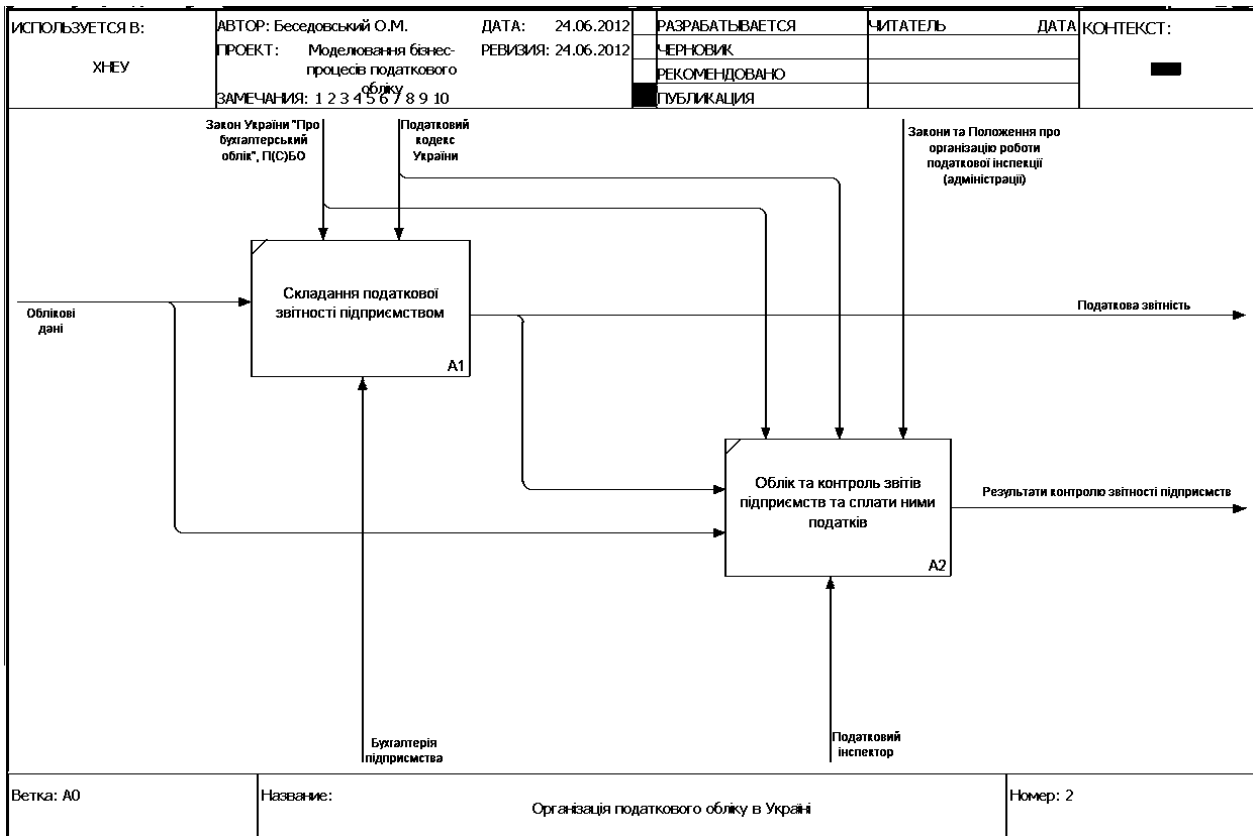 ИСПОЛЬЗУЕТСЯ В:
ХНЕУ
АВТОР: Беседовський О.М.
ДАТА: 24.06.2012
ПРОЕКТ: Моделювання бізнес-
процесів податкового
обліку
РЕВИЗИЯ: 24.06.2012
ЗАМЕЧАНИЯ: 1 2 3 4 5 6 7 8 9 10
РАЗРАБАТЫВАЕТСЯ
ЧЕРНОВИК
РЕКОМЕНДОВАНО
ПУБЛИКАЦИЯ
ЧИТАТЕЛЬ ДАТА
КОНТЕКСТ:
Закон України "Про
бухгалтерський
облік", П(С)БО
Податковий
кодекс
України
Закони та Положення про
організацію роботи
податкової інспекції
(адміністрації)
Облікові
дані
Складання податкової
звітності підприємством
А1
Податкова звітність
Облік та контроль звітів
підприємств та сплати ними
податків
А2
Результати контролю звітності підприємств
Бухгалтерія
підприємства
Податковий
інспектор
Ветка: А0
Название:
Організація податкового обліку в Україні
Номер: 2